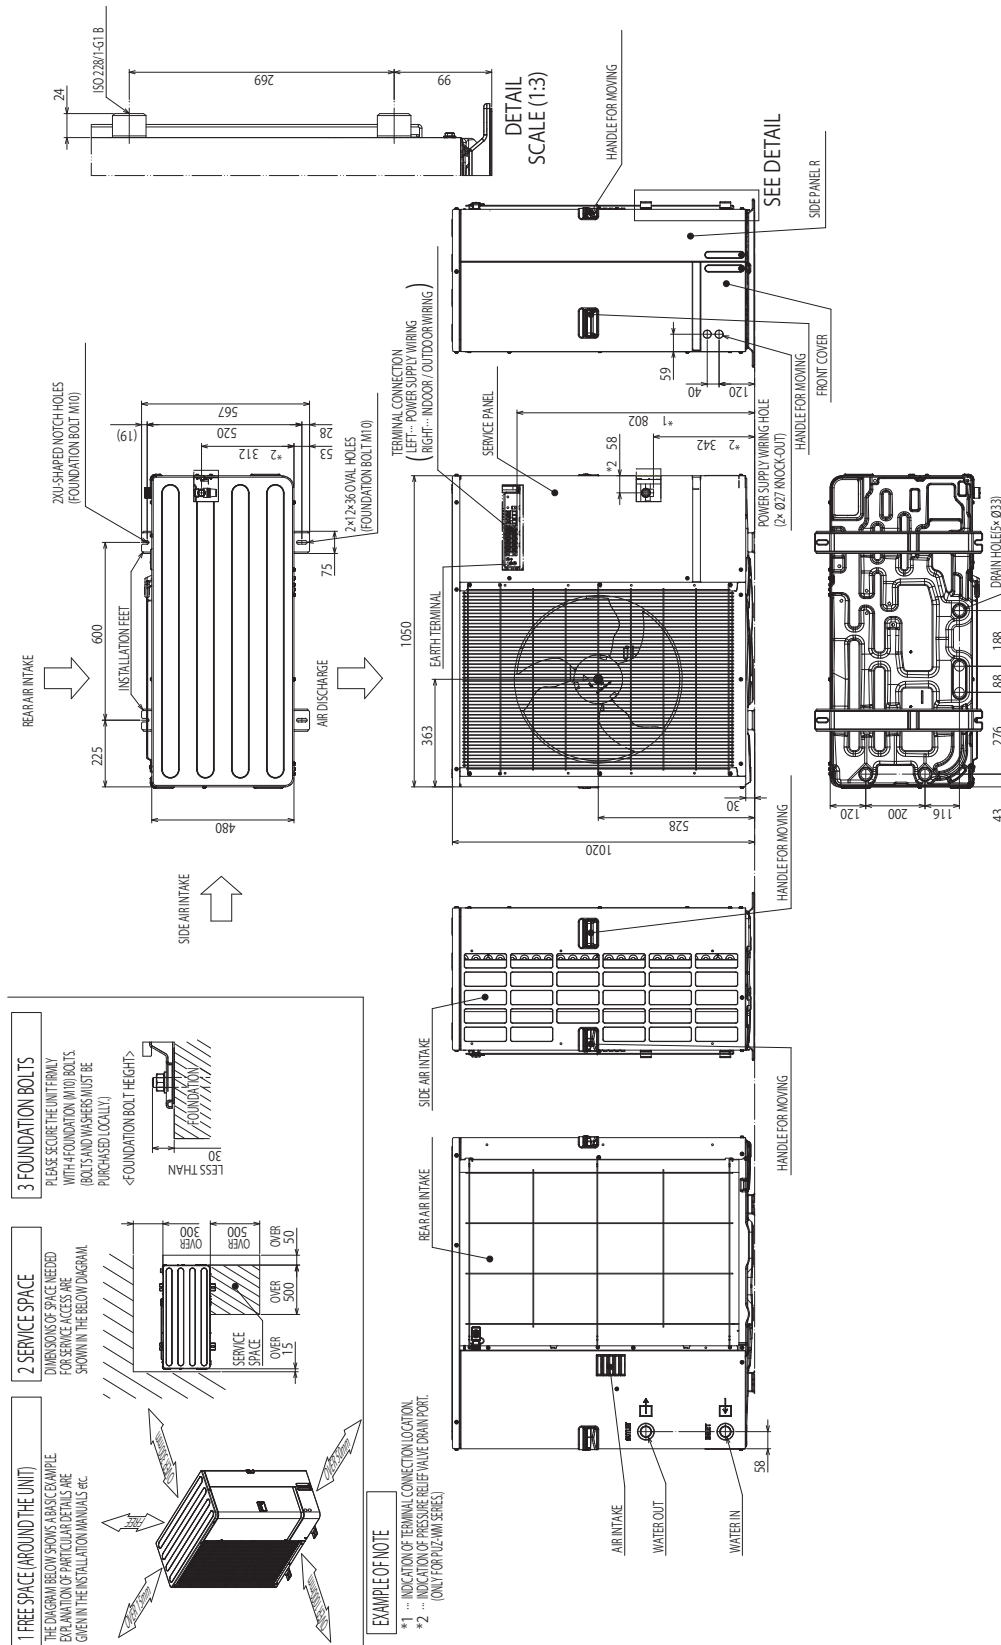 1 FREE SPACE (AROUND THE UNIT)
THE DIAGRAM BELOW SHOWS A BASIC EXAMPLE.
EXPLANATION OF PARTICULAR DETAILS ARE
GIVEN IN THE INSTALLATION MANUALS etc.
FREE
OVER 15mm
2 SERVICE SPACE
DIMENSIONS OF SPACE NEEDED
FOR SERVICE ACCESS ARE
SHOWN IN THE BELOW DIAGRAM.
OVER
300
OVER
500
SERVICE
SPACE
OVER
15
OVER
500
OVER
50
3 FOUNDATION BOLTS
PLEASE SECURE THE UNIT FIRMLY
WITH 4 FOUNDATION (M10) BOLTS.
(BOLTS AND WASHERS MUST BE
PURCHASED LOCALLY.)
<FOUNDATION BOLT HEIGHT>
FOUNDATION
LESS THAN
30
EXAMPLE OF NOTE
*1 ··· INDICATION OF TERMINAL CONNECTION LOCATION.
*2 ··· INDICATION OF PRESSURE RELIEF VALVE DRAIN PORT.
(ONLY FOR PUZ-WM SERIES.)
REAR AIR INTAKE
SIDE AIR INTAKE
AIR DISCHARGE
INSTALLATION FEET
2XU-SHAPED NOTCH HOLES
(FOUNDATION BOLT M10)
2×12×36 OVAL HOLES
(FOUNDATION BOLT M10)
225
600
75
480
(19)
567
520
*2 312
53
28
ISO 228/1-G1 B
24
269
99
DETAIL
SCALE (1:3)
REAR AIR INTAKE
AIR INTAKE
WATER OUT
WATER IN
OUTLET
58
SIDE AIR INTAKE
HANDLE FOR MOVING
HANDLE FOR MOVING
1050
363
EARTH TERMINAL
TERMINAL CONNECTION
LEFT ··· POWER SUPPLY WIRING
RIGHT ··· INDOOR / OUTDOOR WIRING
SERVICE PANEL
1020
528
30
*2
58
*1
802
*2 342
POWER SUPPLY WIRING HOLE
(2× Ø27 KNOCK-OUT)
59
40
120
HANDLE FOR MOVING
HANDLE FOR MOVING
FRONT COVER
SIDE PANEL R
SEE DETAIL
120
200
116
43
276
88
188
DRAIN HOLE(5× Ø33)